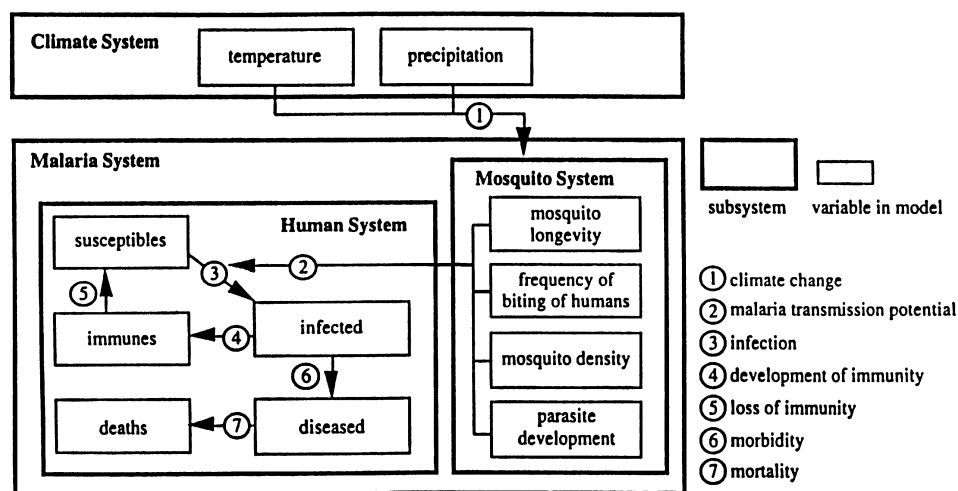 Climate System
temperature
precipitation
1
Malaria System
Mosquito System
mosquito
longevity
frequency of
biting of humans
mosquito density
parasite
development
Human System
susceptibles
3
2
5
infected
immunes
4
6
deaths
7
diseased
subsystem
variable in model
1 climate change
2 malaria transmission potential
3 infection
4 development of immunity
5 loss of immunity
6 morbidity
7 mortality